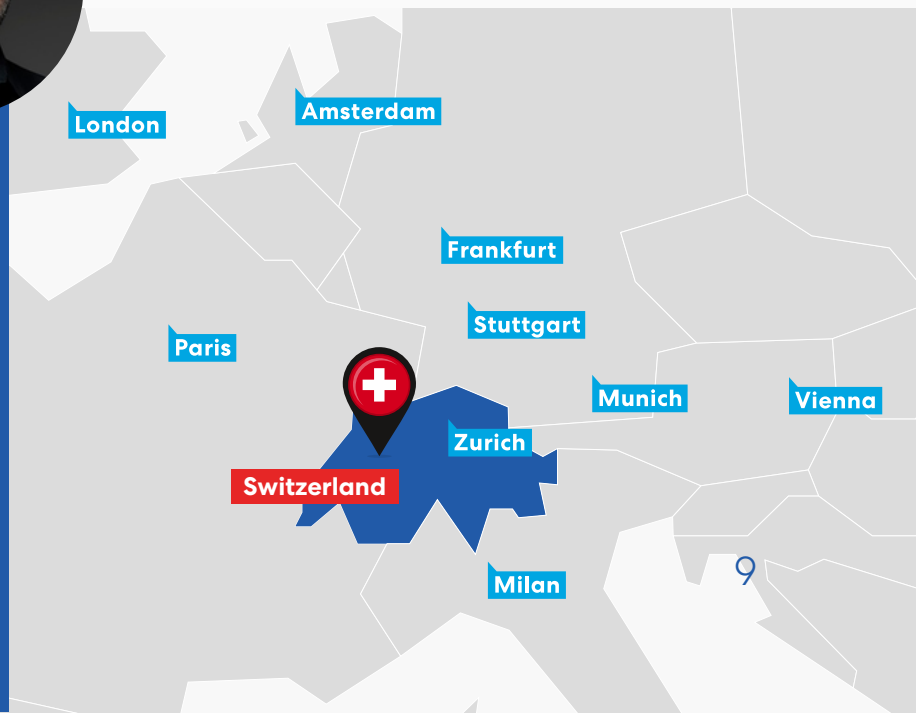 Amsterdam
London
Frankfurt
Stuttgart
Paris
Munich
Vienna
Zurich
Switzerland
9
Milan